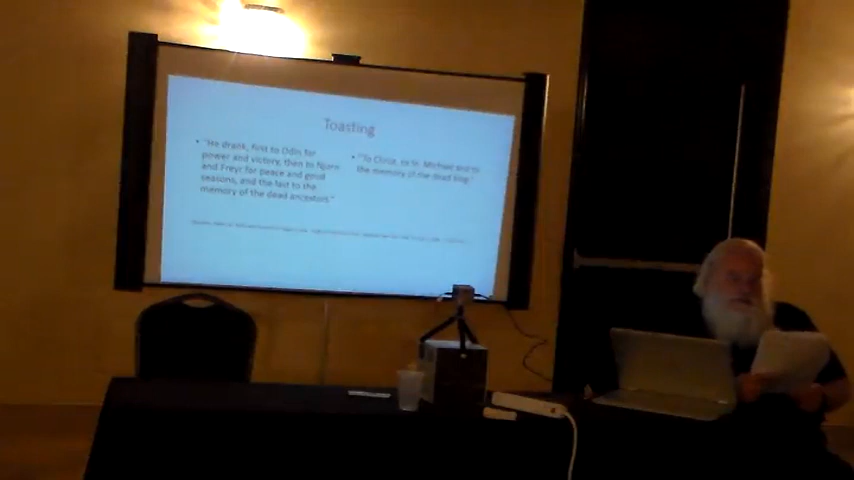 Toasting
• "He drank, first to Odin for
power and victory, then to Njorn
and Freyr for peace and good
seasons, and the last to the
memory of the dead ancestors."
• "To Christ, to St. Michael and to
the memory of the dead king."